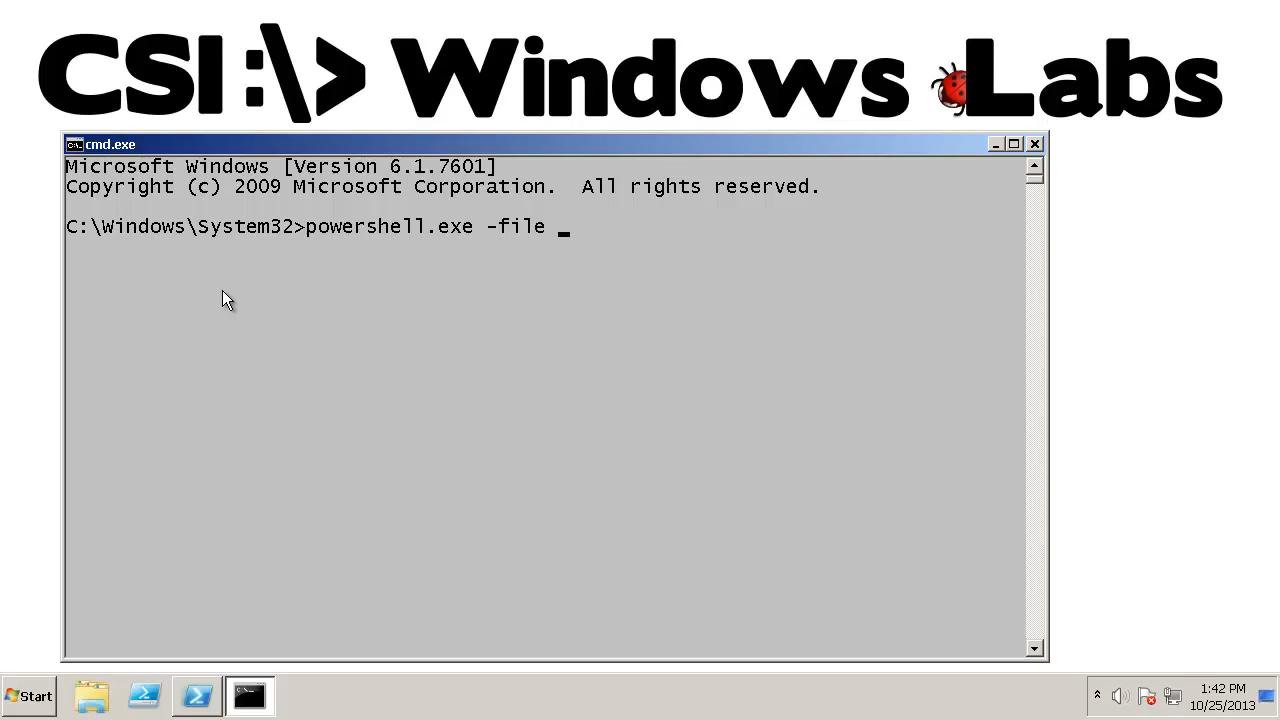 CSI:\> Windows Labs
cmd.exe
Microsoft Windows [Version 6.1.7601]
Copyright (c) 2009 Microsoft Corporation.  All rights reserved.
C:\Windows\System32>powershell.exe -file _
Start
1:42 PM
10/25/2013